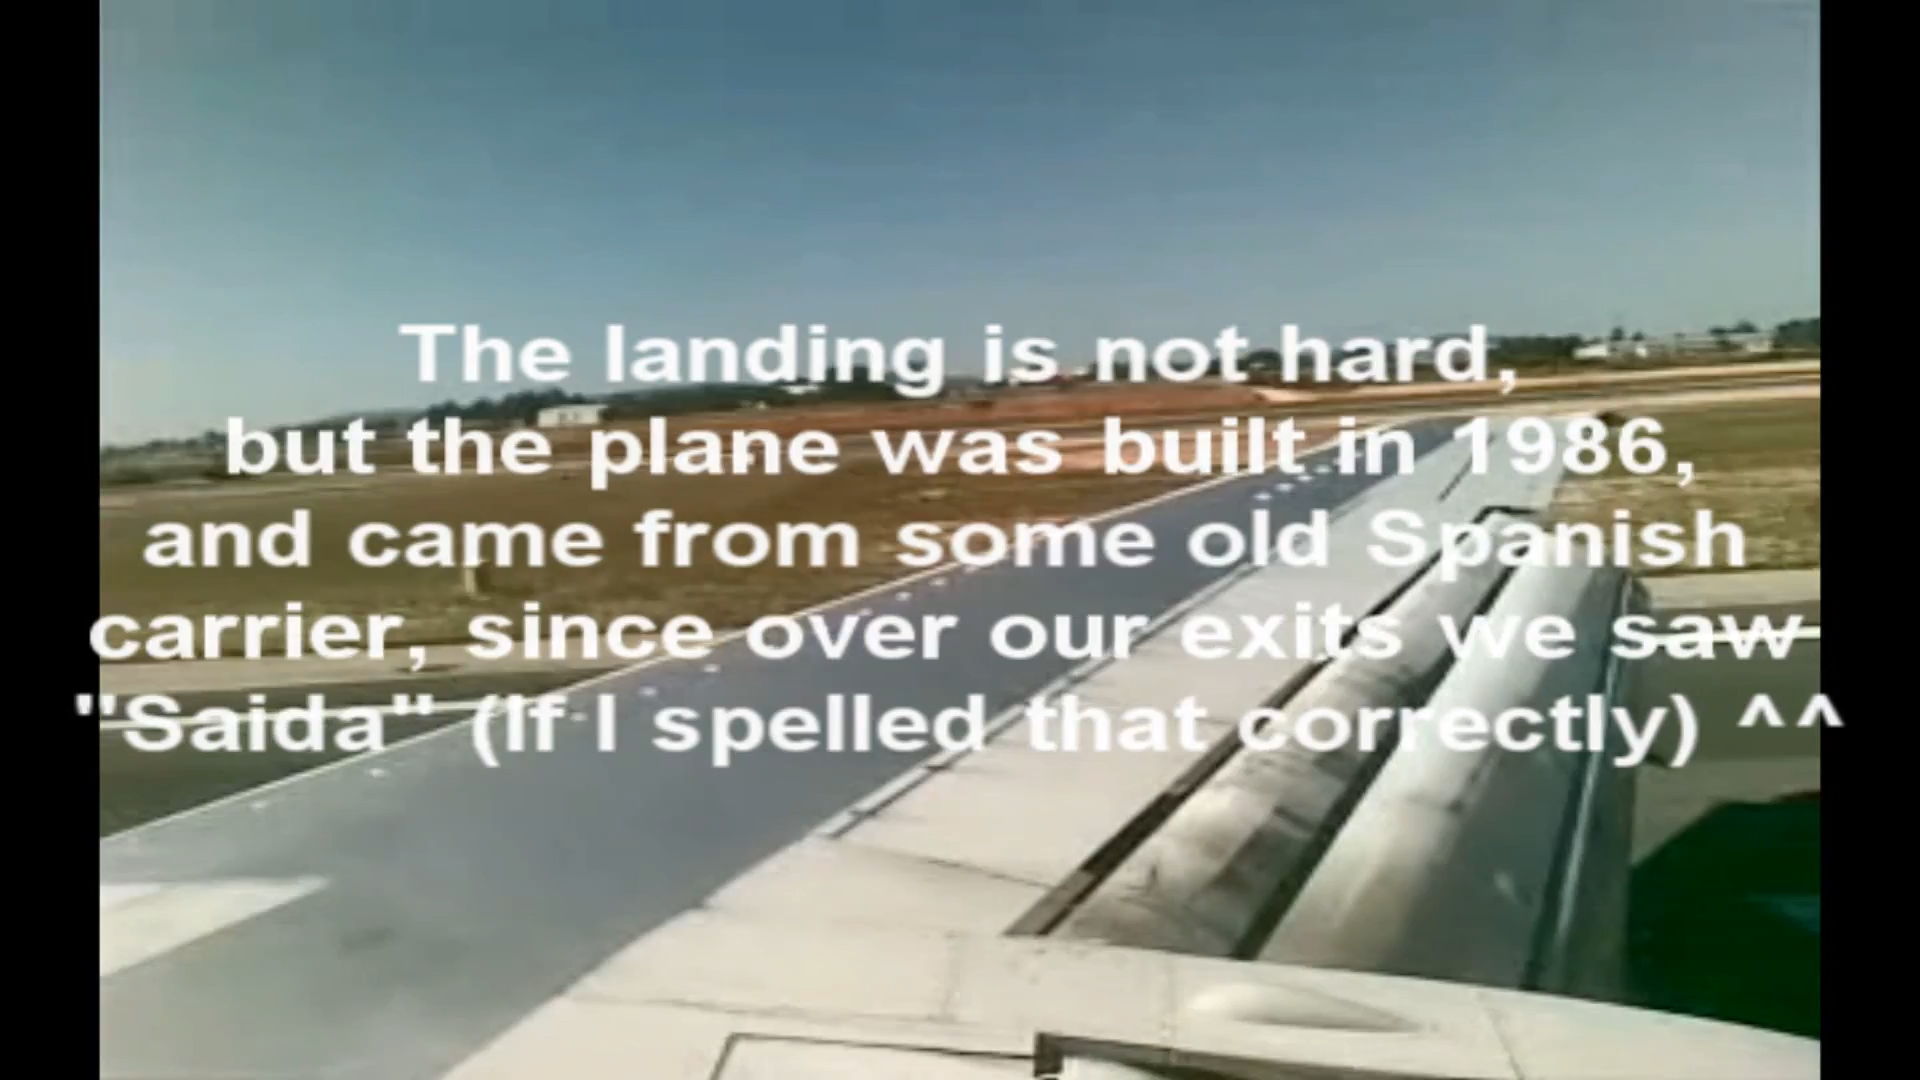 The landing is not hard,
but the plane was built in 1986,
and came from some old Spanish
carrier, since over our exits we saw
"Saida" (If I spelled that correctly) ^^